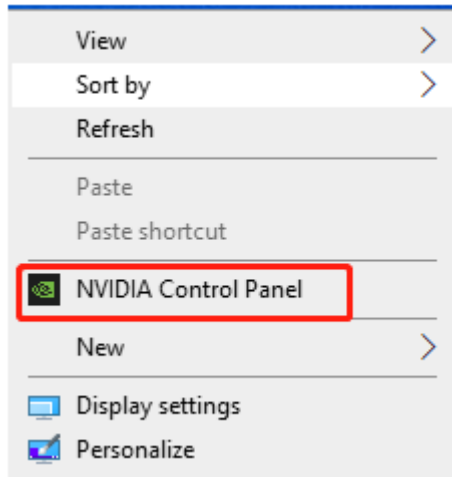 View
Sort by
Refresh
Paste
Paste shortcut
NVIDIA Control Panel
New
Display settings
Personalize